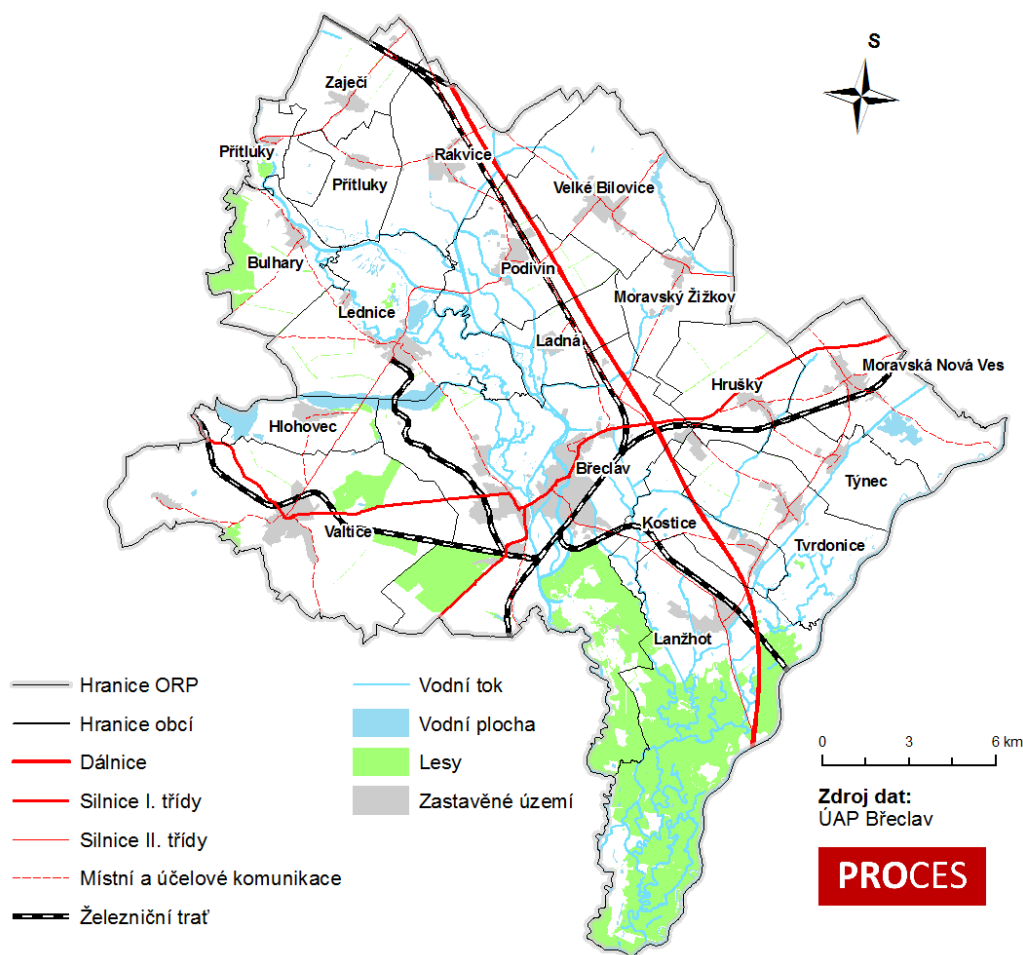 S
Zaječí
Přítluky
Rakvice
Přítluky
Velké Bílovice
Bulhary
Podivín
Moravský Žižkov
Lednice
Ladná
Moravská Nová Ves
Hrušky
Hlohovec
Břeclav
Týnec
Valtice
Kostice
Tvrdonice
Lanžhot
Hranice ORP
Hranice obcí
Dálnice
Silnice I. třídy
Silnice II. třídy
Místní a účelové komunikace
Železniční trať
Vodní tok
Vodní plocha
Lesy
Zastavěné území
0 3 6 km
Zdroj dat:
ÚAP Břeclav
PROCES